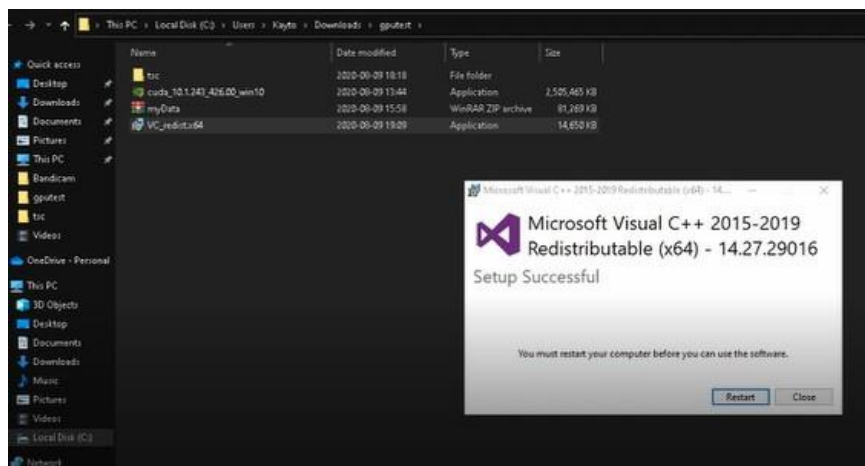 This PC › Local Disk (C:) › Users › Kayto › Downloads › gputest ›
Name Date modified Type Size
Quick access
Desktop
Downloads
Documents
Pictures
This PC
Bandicam
gputest
tsc
Videos
OneDrive - Personal
This PC
3D Objects
Desktop
Documents
Downloads
Music
Pictures
Videos
Local Disk (C:)
Network
tsc 2020-08-09 18:18 File folder
cuda_10.1.243_426.00_win10 2020-08-09 13:44 Application 2,505,465 KB
myData 2020-08-09 15:58 WinRAR ZIP archive 81,269 KB
VC_redist.x64 2020-08-09 19:09 Application 14,650 KB
Microsoft Visual C++ 2015-2019 Redistributable (x64) - 14....
Microsoft Visual C++ 2015-2019
Redistributable (x64) - 14.27.29016
Setup Successful
You must restart your computer before you can use the software.
Restart Close